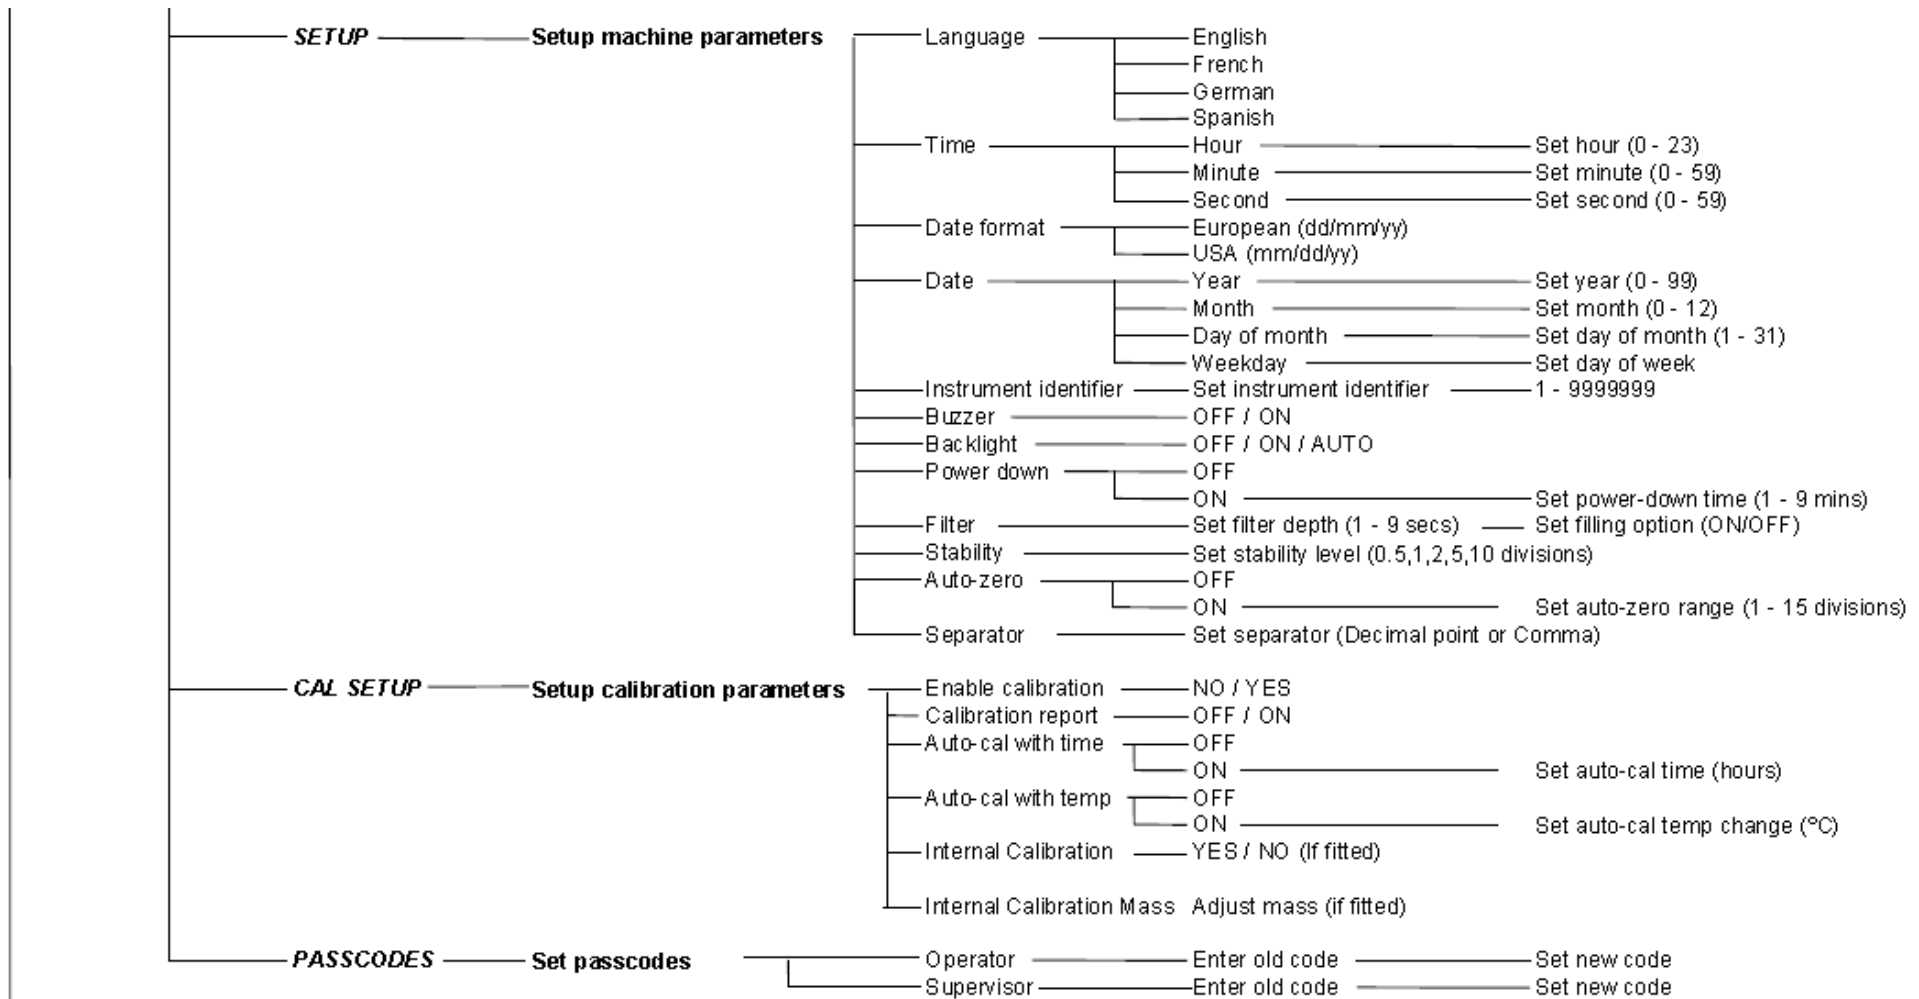 SETUP Setup machine parameters Language English
French
German
Spanish
Time Hour Set hour (0 - 23)
Minute Set minute (0 - 59)
Second Set second (0 - 59)
Date format European (dd/mm/yy)
USA (mm/dd/yy)
Date Year Set year (0 - 99)
Month Set month (0 - 12)
Day of month Set day of month (1 - 31)
Weekday Set day of week
Instrument identifier Set instrument identifier 1 - 9999999
Buzzer OFF / ON
Backlight OFF / ON / AUTO
Power down OFF
ON Set power-down time (1 - 9 mins)
Filter Set filter depth (1 - 9 secs) Set filling option (ON/OFF)
Stability Set stability level (0.5,1,2,5,10 divisions)
Auto-zero OFF
ON Set auto-zero range (1 - 15 divisions)
Separator Set separator (Decimal point or Comma)
CAL SETUP Setup calibration parameters Enable calibration NO / YES
Calibration report OFF / ON
Auto-cal with time OFF
ON Set auto-cal time (hours)
Auto-cal with temp OFF
ON Set auto-cal temp change (ºC)
Internal Calibration YES / NO (If fitted)
Internal Calibration Mass Adjust mass (if fitted)
PASSCODES Set passcodes Operator Enter old code Set new code
Supervisor Enter old code Set new code